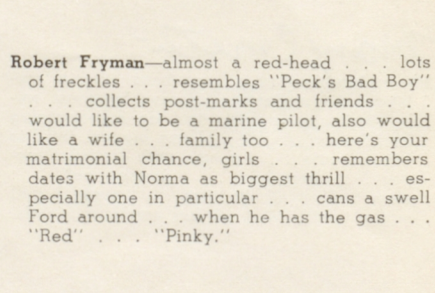 Robert Fryman—almost a red-head . . . lots
of freckles . . . resembles "Peck's Bad Boy"
. . . collects post-marks and friends . . .
would like to be a marine pilot, also would
like a wife . . . family too . . . here's your
matrimonial chance, girls . . . remembers
dates with Norma as biggest thrill . . . es-
pecially one in particular . . . cans a swell
Ford around . . . when he has the gas . . .
"Red" . . . "Pinky."